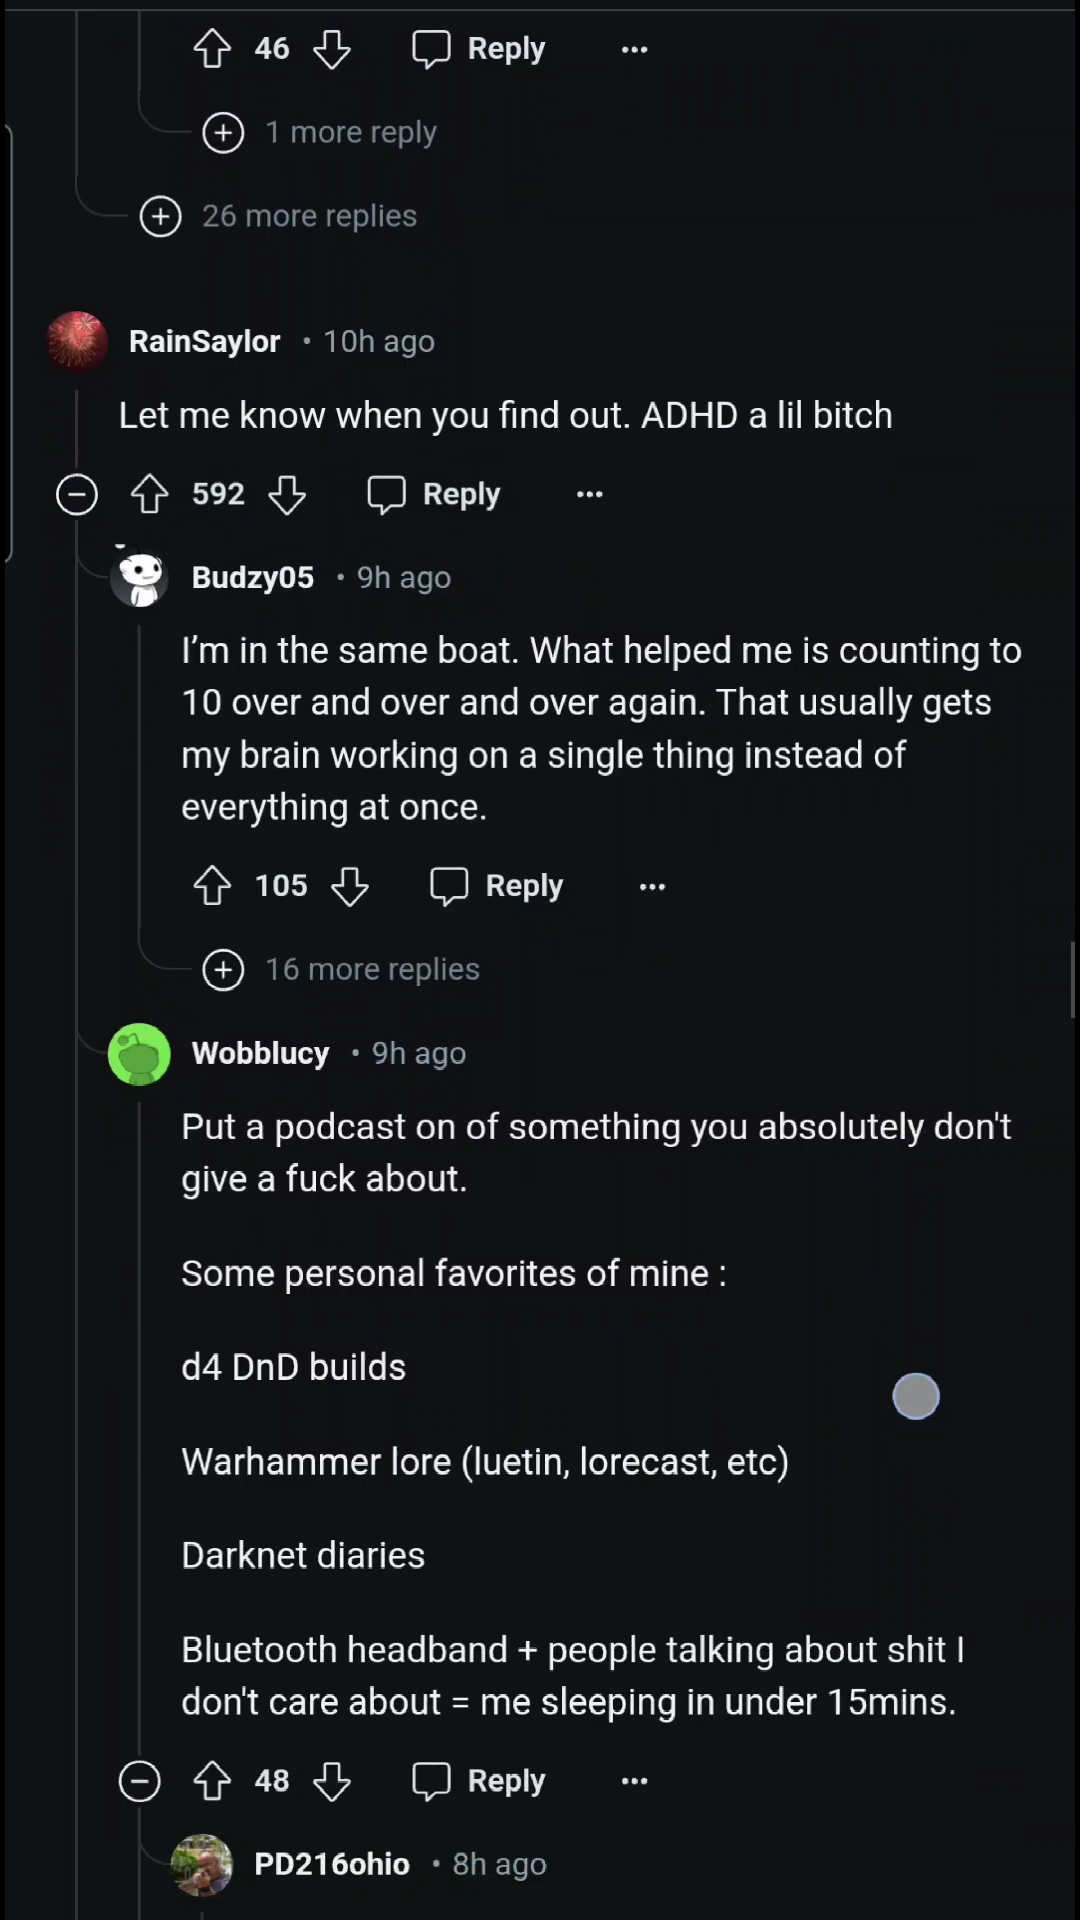 46 Reply ...
1 more reply
26 more replies
RainSaylor • 10h ago
Let me know when you find out. ADHD a lil bitch
592 Reply ...
Budzy05 • 9h ago
I’m in the same boat. What helped me is counting to
10 over and over and over again. That usually gets
my brain working on a single thing instead of
everything at once.
105 Reply ...
16 more replies
Wobblucy • 9h ago
Put a podcast on of something you absolutely don't
give a fuck about.
Some personal favorites of mine :
d4 DnD builds
Warhammer lore (luetin, lorecast, etc)
Darknet diaries
Bluetooth headband + people talking about shit I
don't care about = me sleeping in under 15mins.
48 Reply ...
PD216ohio • 8h ago